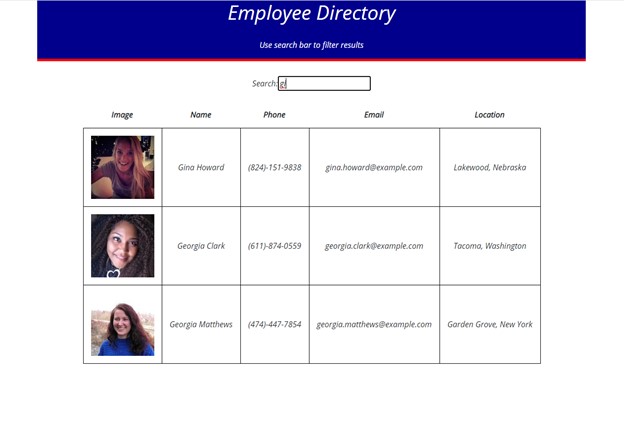 Employee Directory
Use search bar to filter results
Search:
Image Name Phone Email Location
Gina Howard (824)-151-9838 gina.howard@example.com Lakewood, Nebraska
Georgia Clark (611)-874-0559 georgia.clark@example.com Tacoma, Washington
Georgia Matthews (474)-447-7854 georgia.matthews@example.com Garden Grove, New York